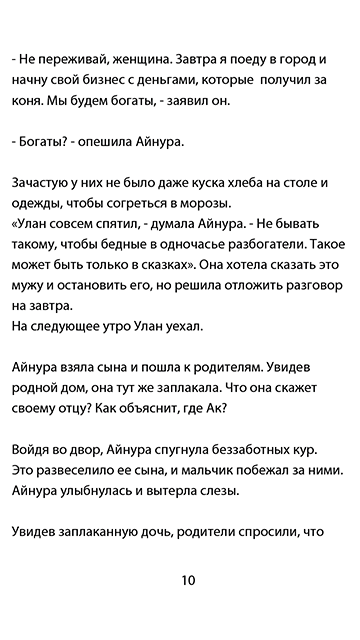 - Не переживай, женщина. Завтра я поеду в город и
начну свой бизнес с деньгами, которые  получил за
коня. Мы будем богаты, - заявил он.
- Богаты? - опешила Айнура.
Зачастую у них не было даже куска хлеба на столе и
одежды, чтобы согреться в морозы.
«Улан совсем спятил, - думала Айнура. - Не бывать
такому, чтобы бедные в одночасье разбогатели. Такое
может быть только в сказках». Она хотела сказать это
мужу и остановить его, но решила отложить разговор
на завтра.
На следующее утро Улан уехал.
Айнура взяла сына и пошла к родителям. Увидев
родной дом, она тут же заплакала. Что она скажет
своему отцу? Как объяснит, где Ак?
Войдя во двор, Айнура спугнула беззаботных кур.
Это развеселило ее сына, и мальчик побежал за ними.
Айнура улыбнулась и вытерла слезы.
Увидев заплаканную дочь, родители спросили, что
10